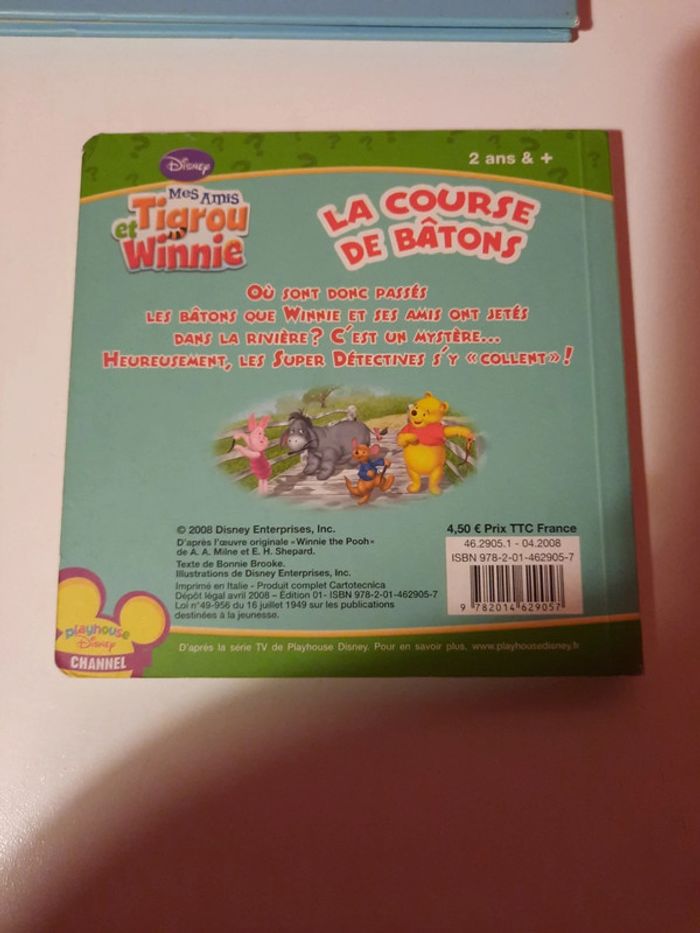 Disney
2 ans & +
Mes Amis
Tigrou
et
Winnie
LA COURSE
DE BÂTONS
Où sont donc passés
les bâtons que Winnie et ses amis ont jetés
dans la rivière ? C'est un mystère...
Heureusement, les Super Détectives s'y « collent » !
© 2008 Disney Enterprises, Inc.
D'après l'œuvre originale «Winnie the Pooh»
de A. A. Milne et E. H. Shepard.
Texte de Bonnie Brooke.
Illustrations de Disney Enterprises, Inc.
Imprimé en Italie - Produit complet Cartotecnica
Dépôt légal avril 2008 – Édition 01- ISBN 978-2-01-462905-7
Loi n°49-956 du 16 juillet 1949 sur les publications
destinées à la jeunesse.
4,50 € Prix TTC France
46.2905.1 - 04.2008
ISBN 978-2-01-462905-7
9 782014 629057
playhouse
Disney
CHANNEL
D'après la série TV de Playhouse Disney. Pour en savoir plus, www.playhousedisney.fr